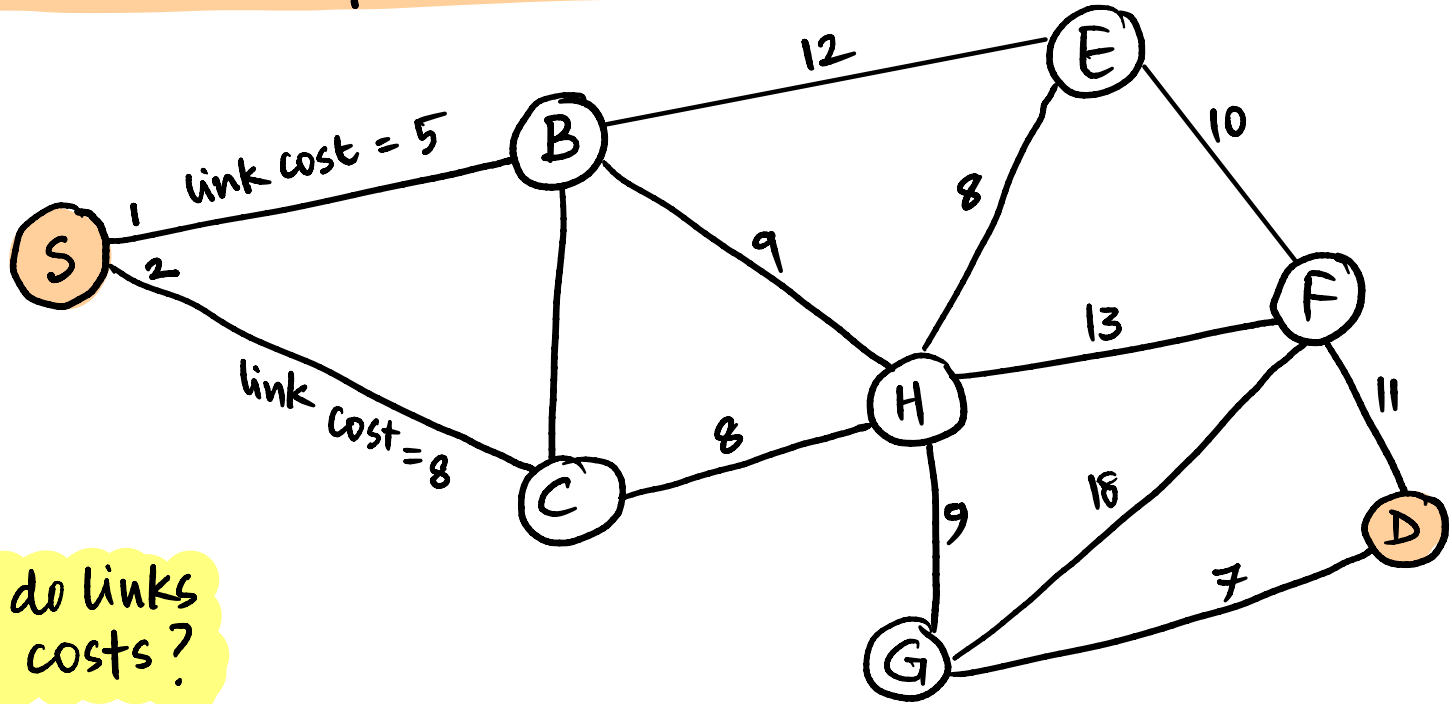 12
E
link cost = 5
B
10
1
8
S
2
9
F
13
link cost = 8
H
11
8
C
18
9
D
do links
7
costs?
G